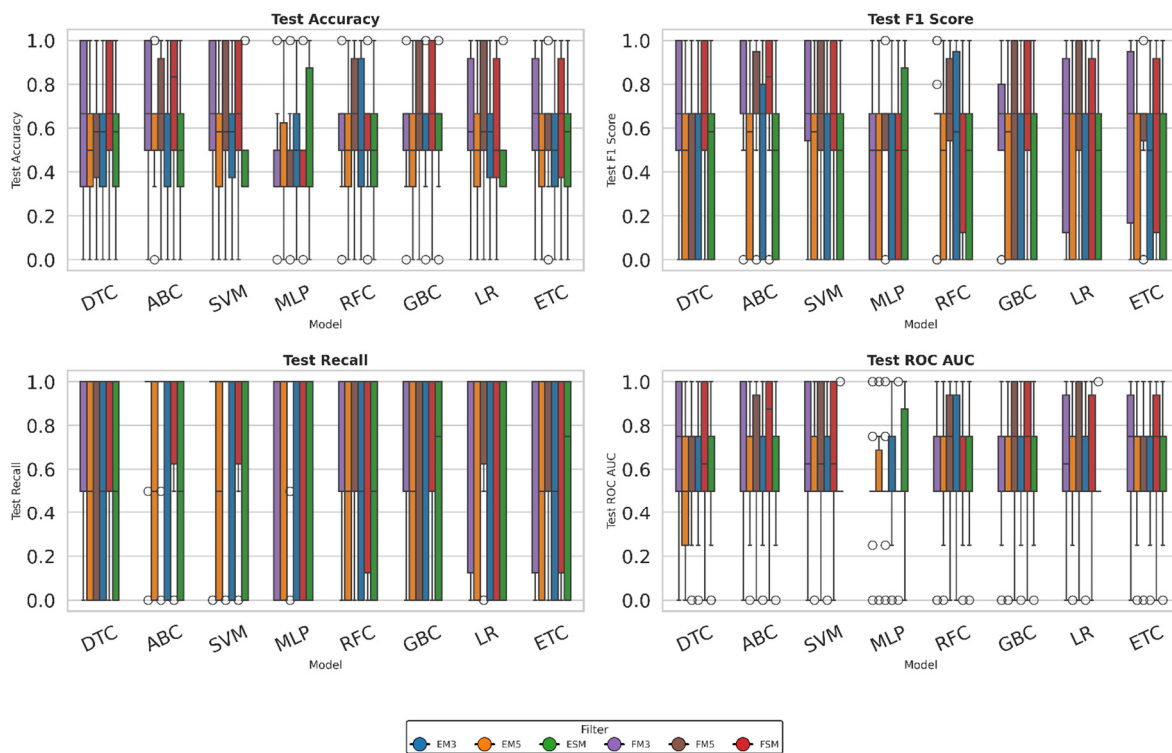 Test Accuracy
Test Accuracy
1.0
0.8
0.6
0.4
0.2
0.0
DTC ABC SVM MLP RFC GBC LR ETC
Model
Test F1 Score
Test F1 Score
1.0
0.8
0.6
0.4
0.2
0.0
DTC ABC SVM MLP RFC GBC LR ETC
Model
Test Recall
Test Recall
1.0
0.8
0.6
0.4
0.2
0.0
DTC ABC SVM MLP RFC GBC LR ETC
Model
Test ROC AUC
Test ROC AUC
1.0
0.8
0.6
0.4
0.2
0.0
DTC ABC SVM MLP RFC GBC LR ETC
Model
Filter
EM3 EM5 ESM FM3 FM5 FSM